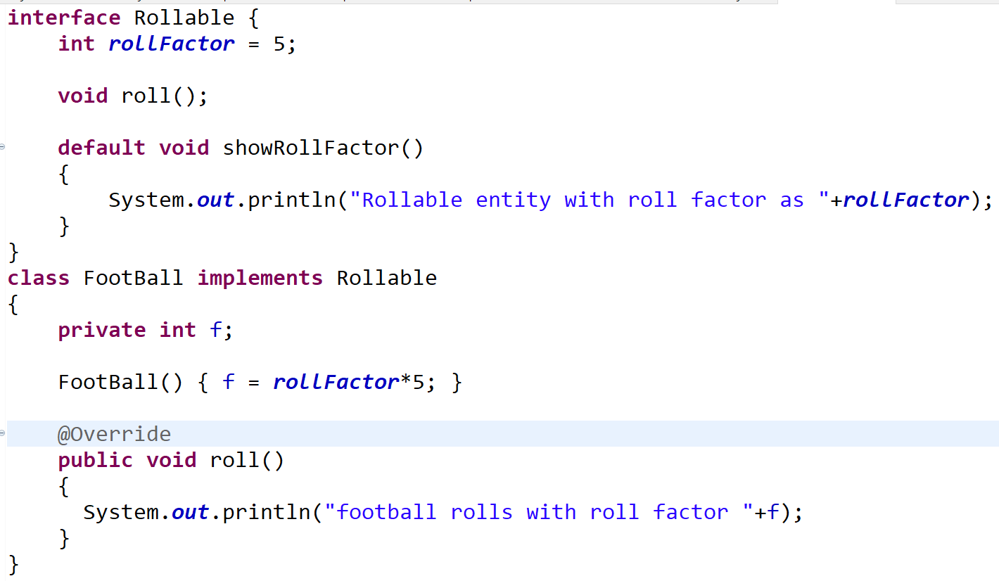 interface Rollable {
    int rollFactor = 5;

    void roll();

    default void showRollFactor()
    {
        System.out.println("Rollable entity with roll factor as "+rollFactor);
    }
}
class FootBall implements Rollable
{
    private int f;

    FootBall() { f = rollFactor*5; }

    @Override
    public void roll()
    {
      System.out.println("football rolls with roll factor "+f);
    }
}